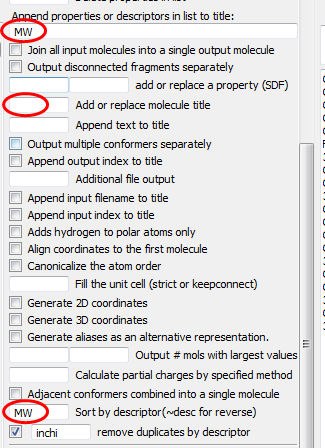 Append properties or descriptors in list to title:
MW
Join all input molecules into a single output molecule
Output disconnected fragments separately
add or replace a property (SDF)
Add or replace molecule title
Append text to title
Output multiple conformers separately
Append output index to title
Additional file output
Append input filename to title
Append input index to title
Adds hydrogen to polar atoms only
Align coordinates to the first molecule
Canonicalize the atom order
Fill the unit cell (strict or keepconnect)
Generate 2D coordinates
Generate 3D coordinates
Generate aliases as an alternative representation.
Output # mols with largest values
Calculate partial charges by specified method
Adjacent conformers combined into a single molecule
MW Sort by descriptor(~desc for reverse)
inchi remove duplicates by descriptor